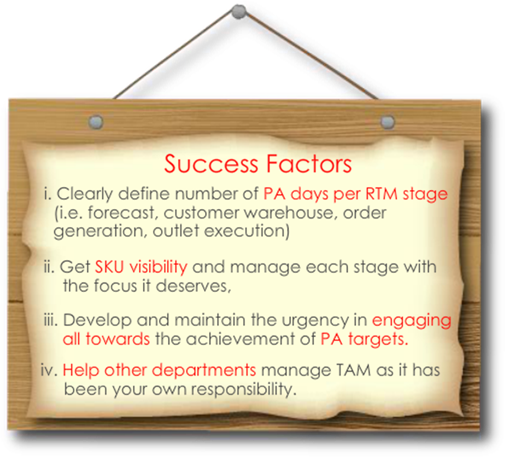 Success Factors
i. Clearly define number of PA days per RTM stage
(i.e. forecast, customer warehouse, order
generation, outlet execution)
ii. Get SKU visibility and manage each stage with
the focus it deserves,
iii. Develop and maintain the urgency in engaging
all towards the achievement of PA targets.
iv. Help other departments manage TAM as it has
been your own responsibility.